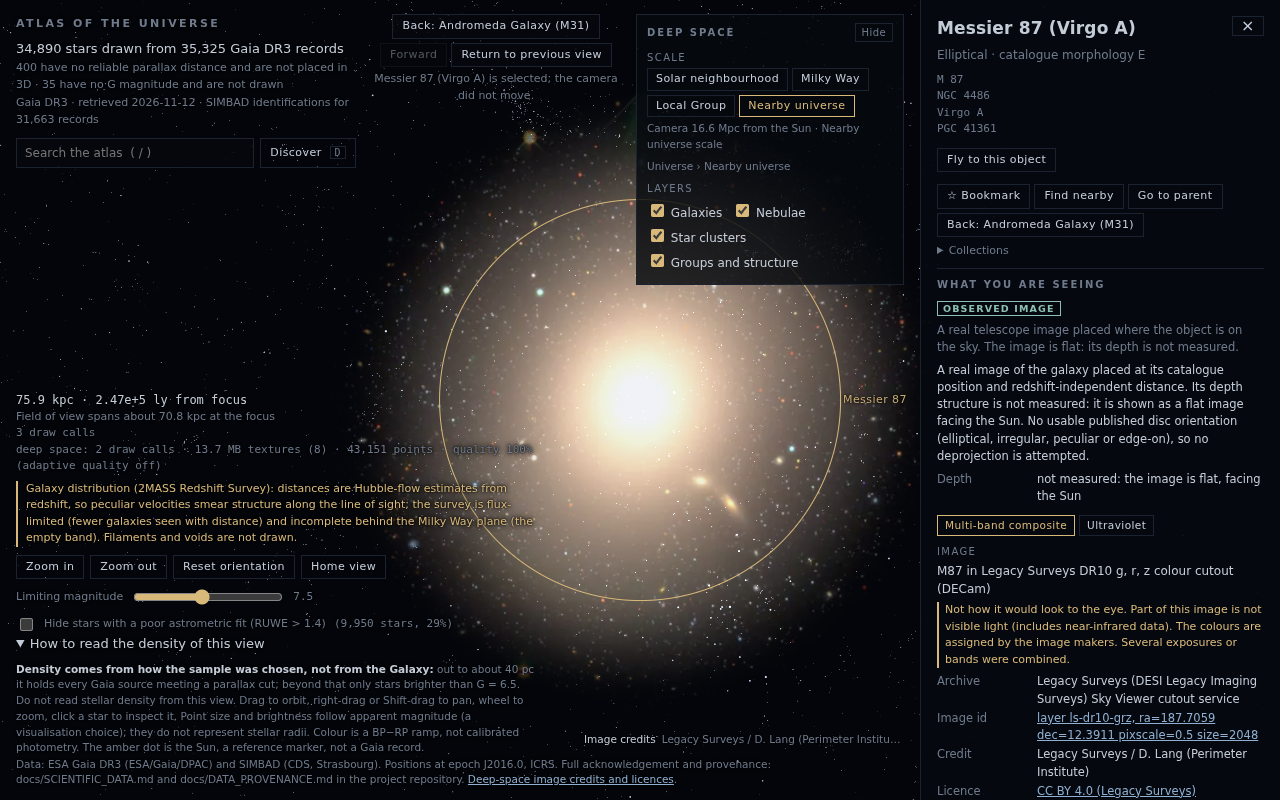 ATLAS OF THE UNIVERSE
34,890 stars drawn from 35,325 Gaia DR3 records
400 have no reliable parallax distance and are not placed in
3D · 35 have no G magnitude and are not drawn
Gaia DR3 · retrieved 2026-11-12 · SIMBAD identifications for
31,663 records
Search the atlas ( / )
Discover D
Back: Andromeda Galaxy (M31)
Forward
Return to previous view
Messier 87 (Virgo A) is selected; the camera
did not move.
DEEP SPACE
Hide
SCALE
Solar neighbourhood
Milky Way
Local Group
Nearby universe
Camera 16.6 Mpc from the Sun · Nearby
universe scale
Universe › Nearby universe
LAYERS
Galaxies
Nebulae
Star clusters
Groups and structure
Messier 87
75.9 kpc · 2.47e+5 ly from focus
Field of view spans about 70.8 kpc at the focus
3 draw calls
deep space: 2 draw calls · 13.7 MB textures (8) · 43,151 points · quality 100%
(adaptive quality off)
Galaxy distribution (2MASS Redshift Survey): distances are Hubble-flow estimates from
redshift, so peculiar velocities smear structure along the line of sight; the survey is flux-
limited (fewer galaxies seen with distance) and incomplete behind the Milky Way plane (the
empty band). Filaments and voids are not drawn.
Zoom in
Zoom out
Reset orientation
Home view
Limiting magnitude
7.5
Hide stars with a poor astrometric fit (RUWE > 1.4) (9,950 stars, 29%)
▼ How to read the density of this view
Density comes from how the sample was chosen, not from the Galaxy: out to about 40 pc
it holds every Gaia source meeting a parallax cut; beyond that only stars brighter than G = 6.5.
Do not read stellar density from this view. Drag to orbit, right-drag or Shift-drag to pan, wheel to
zoom, click a star to inspect it. Point size and brightness follow apparent magnitude (a
visualisation choice); they do not represent stellar radii. Colour is a BP−RP ramp, not calibrated
photometry. The amber dot is the Sun, a reference marker, not a Gaia record.
Data: ESA Gaia DR3 (ESA/Gaia/DPAC) and SIMBAD (CDS, Strasbourg). Positions at epoch J2016.0, ICRS. Full acknowledgement and provenance:
docs/SCIENTIFIC_DATA.md and docs/DATA_PROVENANCE.md in the project repository. Deep-space image credits and licences.
Image credits Legacy Surveys / D. Lang (Perimeter Institu…
Messier 87 (Virgo A)
×
Elliptical · catalogue morphology E
M 87
NGC 4486
Virgo A
PGC 41361
Fly to this object
☆ Bookmark
Find nearby
Go to parent
Back: Andromeda Galaxy (M31)
▶ Collections
WHAT YOU ARE SEEING
OBSERVED IMAGE
A real telescope image placed where the object is on
the sky. The image is flat: its depth is not measured.
A real image of the galaxy placed at its catalogue
position and redshift-independent distance. Its depth
structure is not measured: it is shown as a flat image
facing the Sun. No usable published disc orientation
(elliptical, irregular, peculiar or edge-on), so no
deprojection is attempted.
Depth not measured: the image is flat, facing
the Sun
Multi-band composite
Ultraviolet
IMAGE
M87 in Legacy Surveys DR10 g, r, z colour cutout
(DECam)
Not how it would look to the eye. Part of this image is not
visible light (includes near-infrared data). The colours are
assigned by the image makers. Several exposures or
bands were combined.
Archive Legacy Surveys (DESI Legacy Imaging
Surveys) Sky Viewer cutout service
Image id layer ls-dr10-grz, ra=187.7059
dec=12.3911 pixscale=0.5 size=2048
Credit Legacy Surveys / D. Lang (Perimeter
Institute)
Licence CC BY 4.0 (Legacy Surveys)